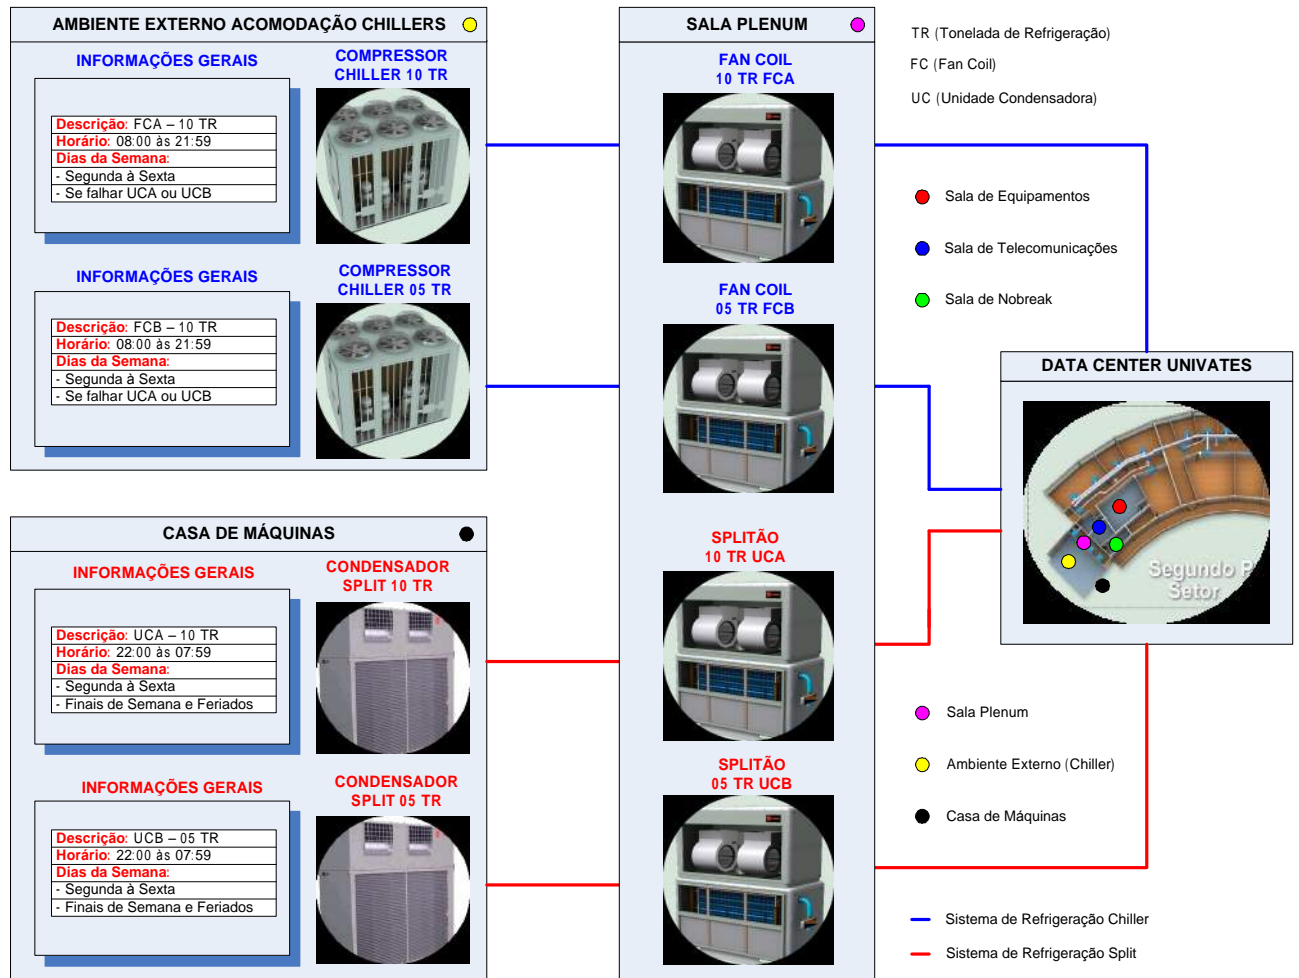 AMBIENTE EXTERNO ACOMODAÇÃO CHILLERS
INFORMAÇÕES GERAIS
COMPRESSOR
CHILLER 10 TR
Descrição: FCA – 10 TR
Horário: 08:00 às 21:59
Dias da Semana:
- Segunda à Sexta
- Se falhar UCA ou UCB
INFORMAÇÕES GERAIS
COMPRESSOR
CHILLER 05 TR
Descrição: FCB – 10 TR
Horário: 08:00 às 21:59
Dias da Semana:
- Segunda à Sexta
- Se falhar UCA ou UCB
CASA DE MÁQUINAS
INFORMAÇÕES GERAIS
CONDENSADOR
SPLIT 10 TR
Descrição: UCA – 10 TR
Horário: 22:00 às 07:59
Dias da Semana:
- Segunda à Sexta
- Finais de Semana e Feriados
INFORMAÇÕES GERAIS
CONDENSADOR
SPLIT 05 TR
Descrição: UCB – 05 TR
Horário: 22:00 às 07:59
Dias da Semana:
- Segunda à Sexta
- Finais de Semana e Feriados
SALA PLENUM
FAN COIL
10 TR FCA
FAN COIL
05 TR FCB
SPLITÃO
10 TR UCA
SPLITÃO
05 TR UCB
TR (Tonelada de Refrigeração)
FC (Fan Coil)
UC (Unidade Condensadora)
Sala de Equipamentos
Sala de Telecomunicações
Sala de Nobreak
DATA CENTER UNIVATES
Segundo P
Setor
Sala Plenum
Ambiente Externo (Chiller)
Casa de Máquinas
Sistema de Refrigeração Chiller
Sistema de Refrigeração Split